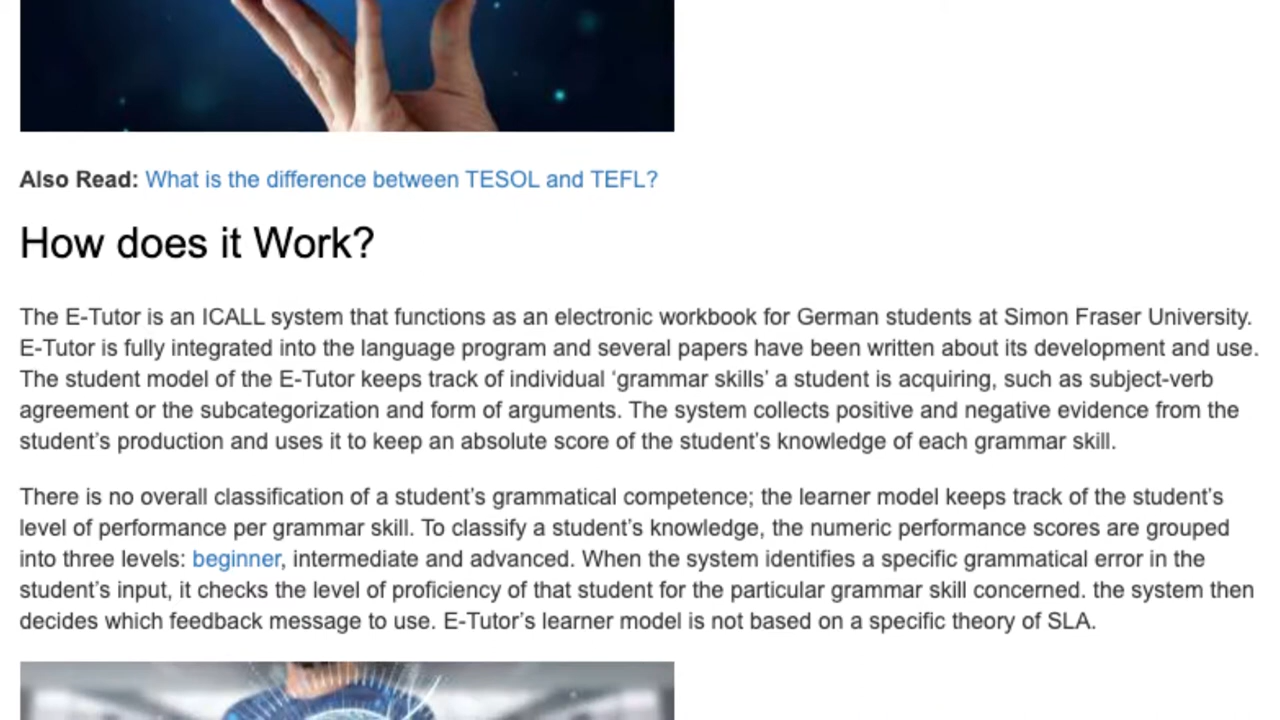 Also Read: What is the difference between TESOL and TEFL?
How does it Work?
The E-Tutor is an ICALL system that functions as an electronic workbook for German students at Simon Fraser University.
E-Tutor is fully integrated into the language program and several papers have been written about its development and use.
The student model of the E-Tutor keeps track of individual ‘grammar skills’ a student is acquiring, such as subject-verb
agreement or the subcategorization and form of arguments. The system collects positive and negative evidence from the
student’s production and uses it to keep an absolute score of the student’s knowledge of each grammar skill.
There is no overall classification of a student’s grammatical competence; the learner model keeps track of the student’s
level of performance per grammar skill. To classify a student’s knowledge, the numeric performance scores are grouped
into three levels: beginner, intermediate and advanced. When the system identifies a specific grammatical error in the
student’s input, it checks the level of proficiency of that student for the particular grammar skill concerned. the system then
decides which feedback message to use. E-Tutor’s learner model is not based on a specific theory of SLA.